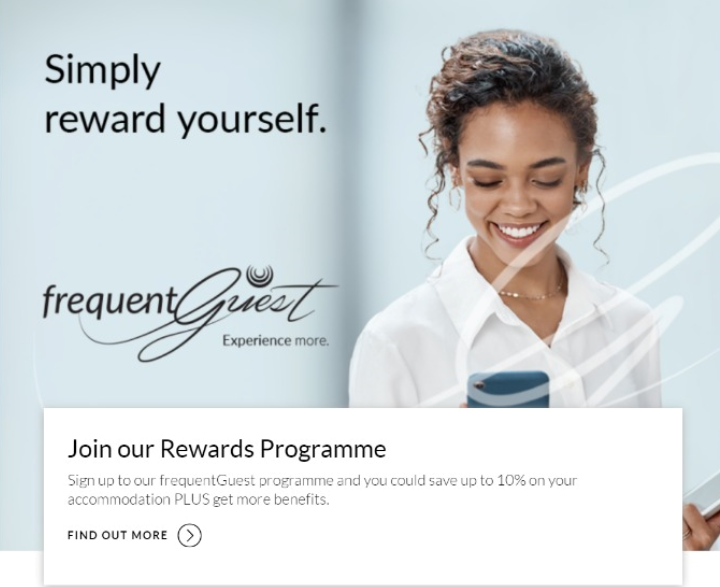 Simply
reward yourself.
frequentGuest
Experience more.
Join our Rewards Programme
Sign up to our frequentGuest programme and you could save up to 10% on your
accommodation PLUS get more benefits.
FIND OUT MORE